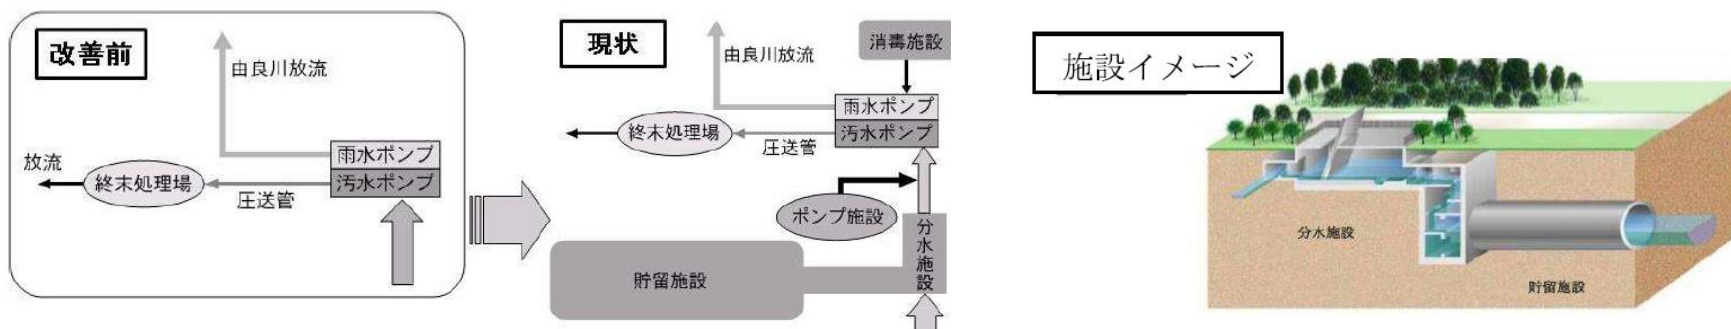 改善前
由良川放流
雨水ポンプ
汚水ポンプ
放流
終末処理場
圧送管
現状
消毒施設
由良川放流
雨水ポンプ
汚水ポンプ
終末処理場
圧送管
ポンプ施設
分水施設
貯留施設
施設イメージ
分水施設
貯留施設